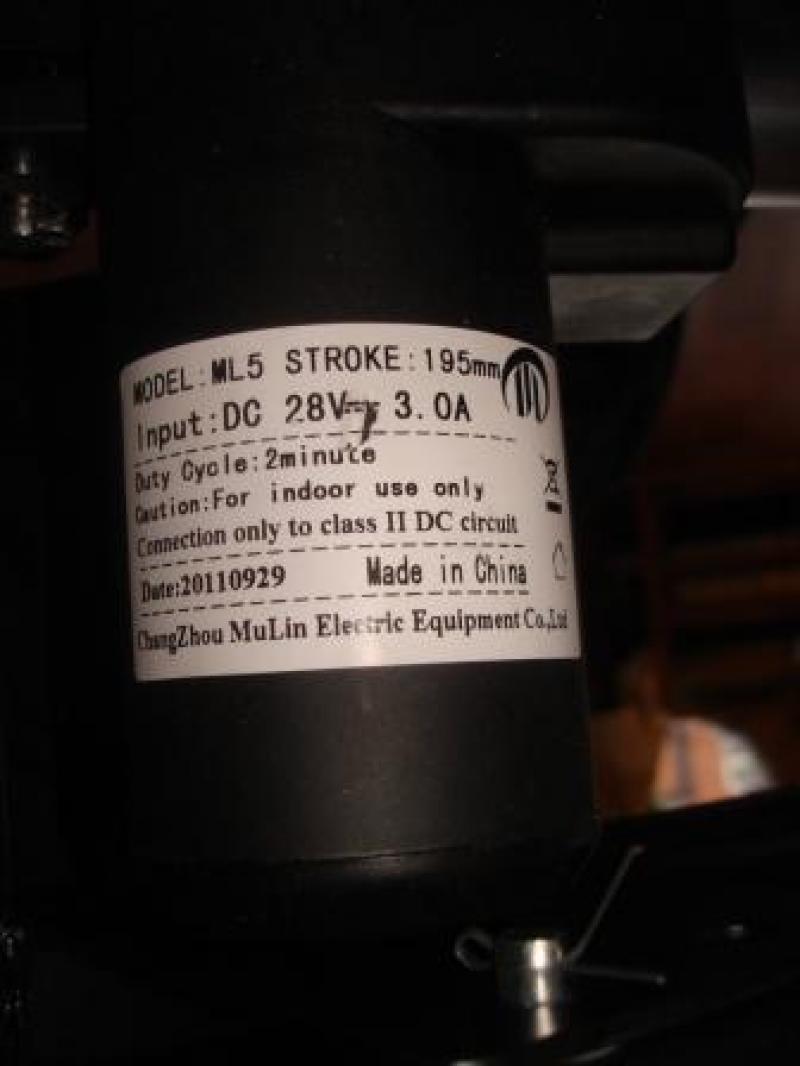 MODEL:ML5 STROKE:195mm
Input:DC 28V 3.0A
Duty Cycle:2minute
Caution:For indoor use only
Connection only to class II DC circuit
Date:20110929 Made in China
ChangZhou MuLin Electric Equipment Co.,Ltd